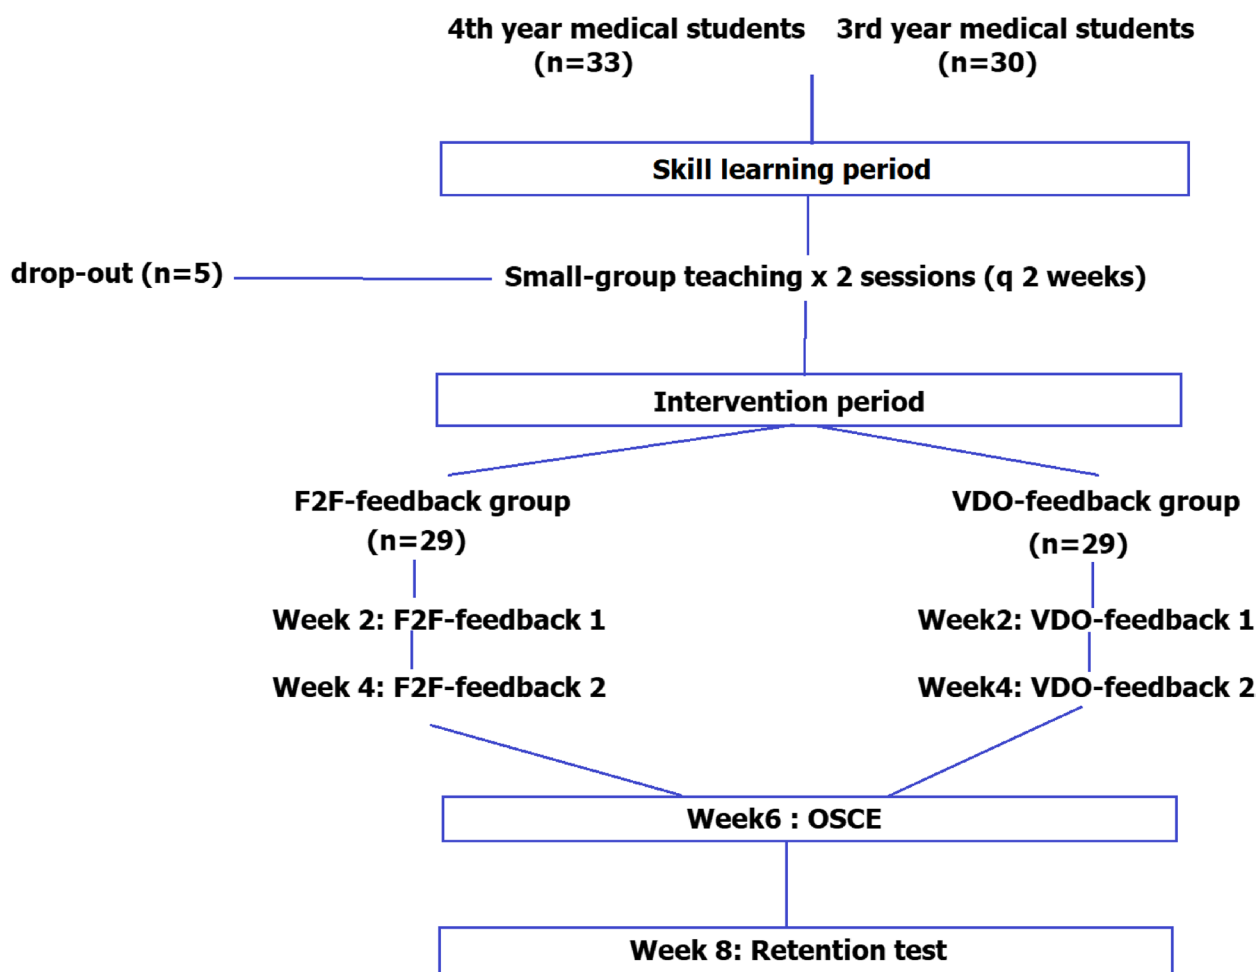 4th year medical students 3rd year medical students
(n=33) (n=30)
Skill learning period
drop-out (n=5) Small-group teaching x 2 sessions (q 2 weeks)
Intervention period
F2F-feedback group VDO-feedback group
(n=29) (n=29)
Week 2: F2F-feedback 1 Week2: VDO-feedback 1
Week 4: F2F-feedback 2 Week4: VDO-feedback 2
Week6 : OSCE
Week 8: Retention test